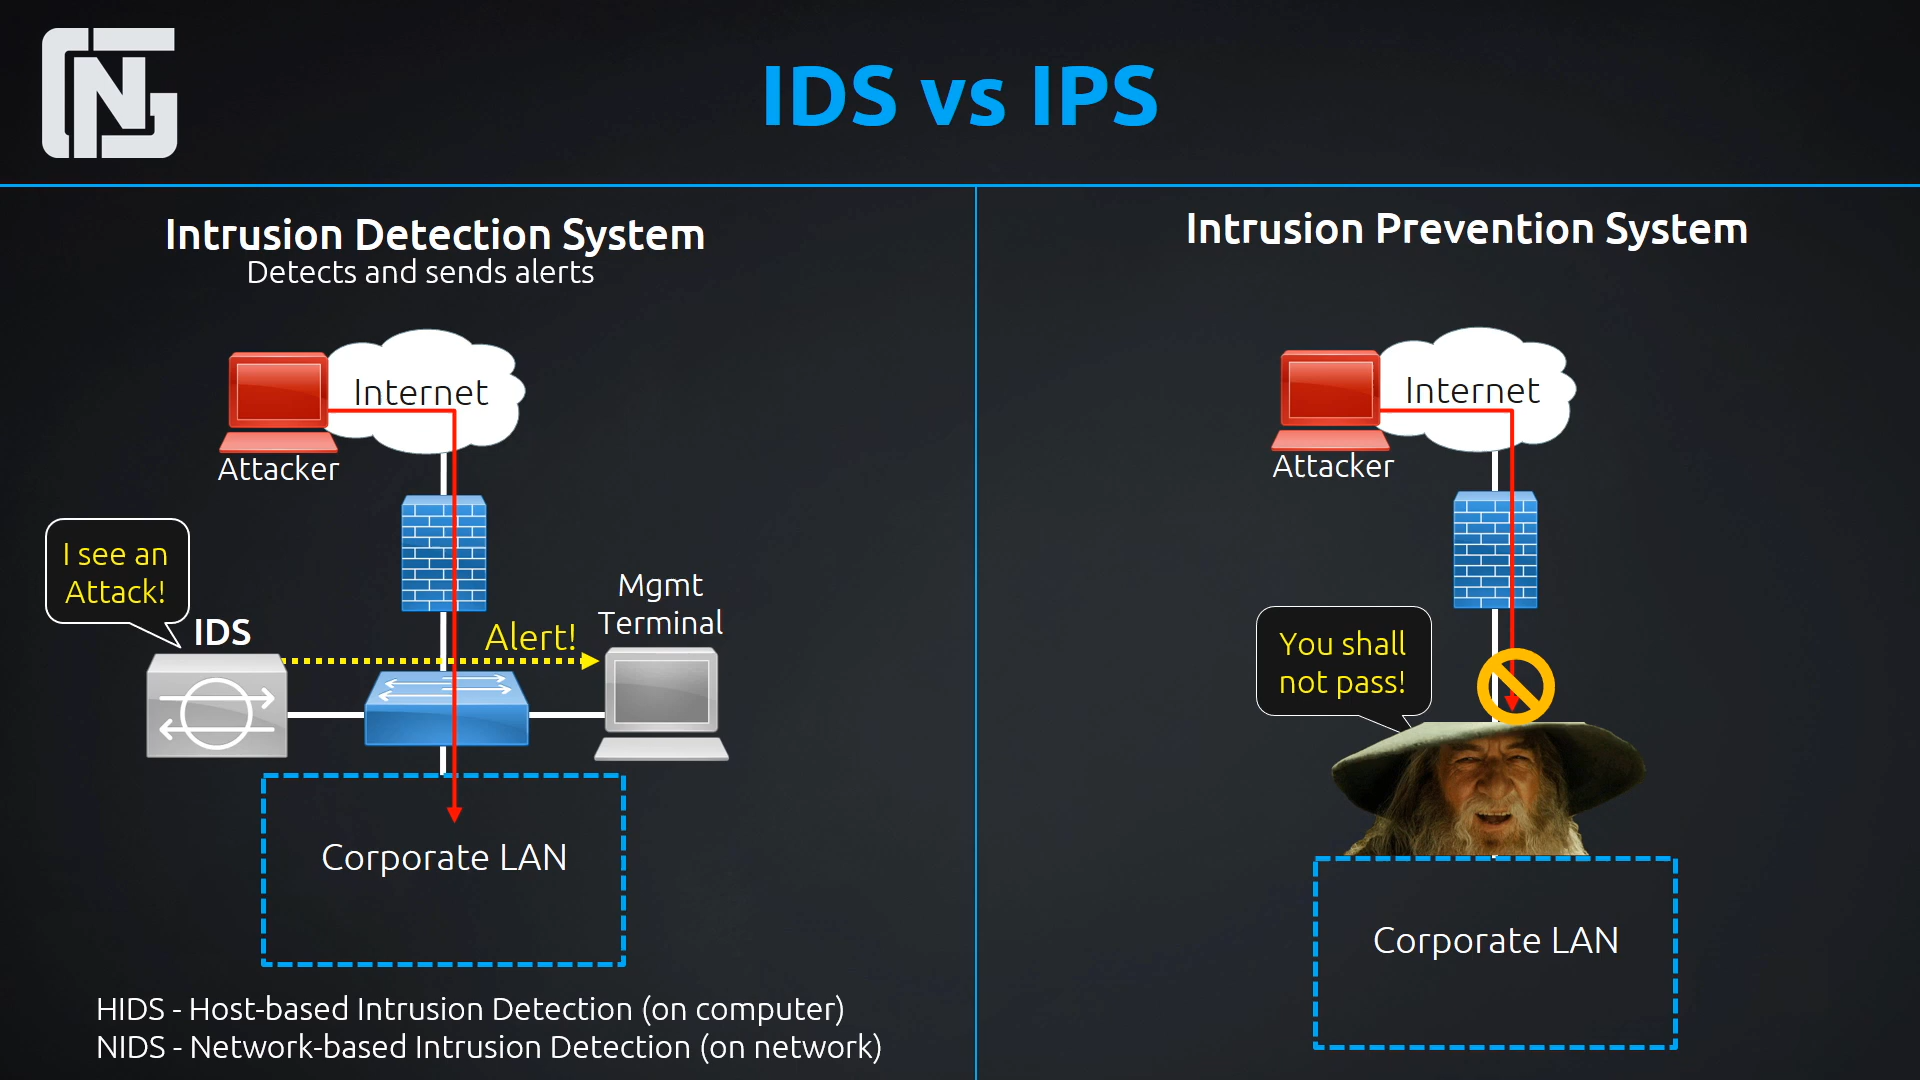 IDS vs IPS
Intrusion Detection System
Detects and sends alerts
Internet
Attacker
I see an
Attack!
IDS
Alert!
Mgmt
Terminal
Corporate LAN
HIDS - Host-based Intrusion Detection (on computer)
NIDS - Network-based Intrusion Detection (on network)
Intrusion Prevention System
Internet
Attacker
You shall
not pass!
Corporate LAN